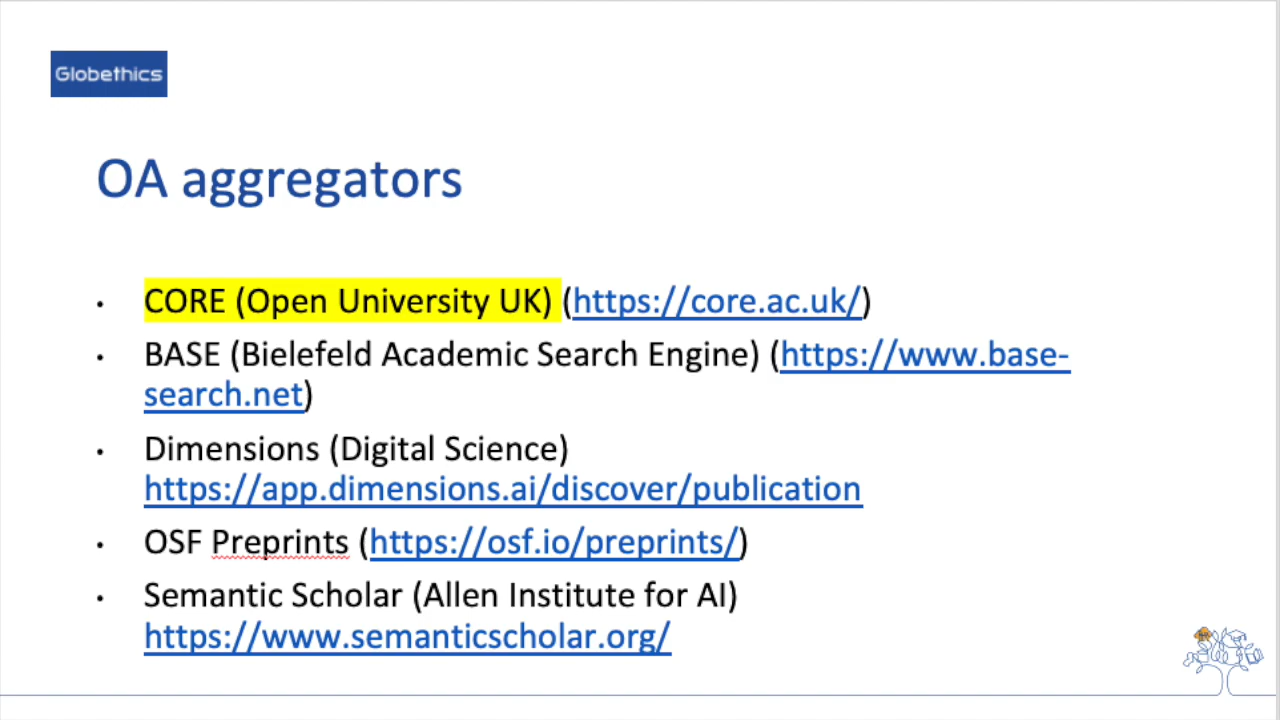 Globethics
OA aggregators
• CORE (Open University UK) (https://core.ac.uk/)
• BASE (Bielefeld Academic Search Engine) (https://www.base-
search.net)
• Dimensions (Digital Science)
https://app.dimensions.ai/discover/publication
• OSF Preprints (https://osf.io/preprints/)
• Semantic Scholar (Allen Institute for AI)
https://www.semanticscholar.org/